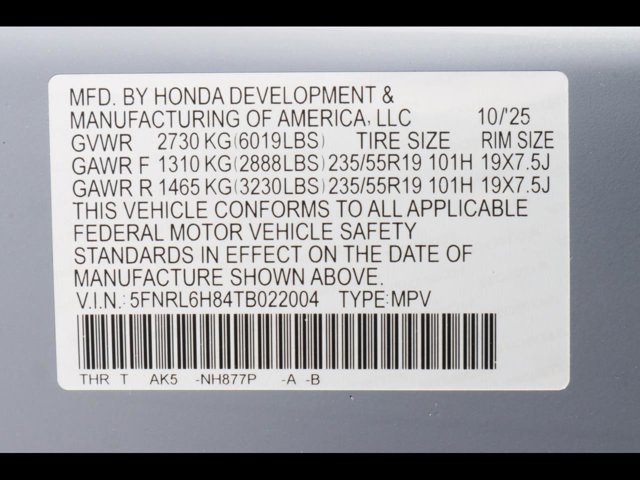 MFD. BY HONDA DEVELOPMENT &
MANUFACTURING OF AMERICA, LLC 10/'25
GVWR 2730 KG(6019LBS) TIRE SIZE RIM SIZE
GAWR F 1310 KG(2888LBS) 235/55R19 101H 19X7.5J
GAWR R 1465 KG(3230LBS) 235/55R19 101H 19X7.5J
THIS VEHICLE CONFORMS TO ALL APPLICABLE
FEDERAL MOTOR VEHICLE SAFETY
STANDARDS IN EFFECT ON THE DATE OF
MANUFACTURE SHOWN ABOVE.
V.I.N.: 5FNRL6H84TB022004 TYPE:MPV
THR T AK5 -NH877P -A -B